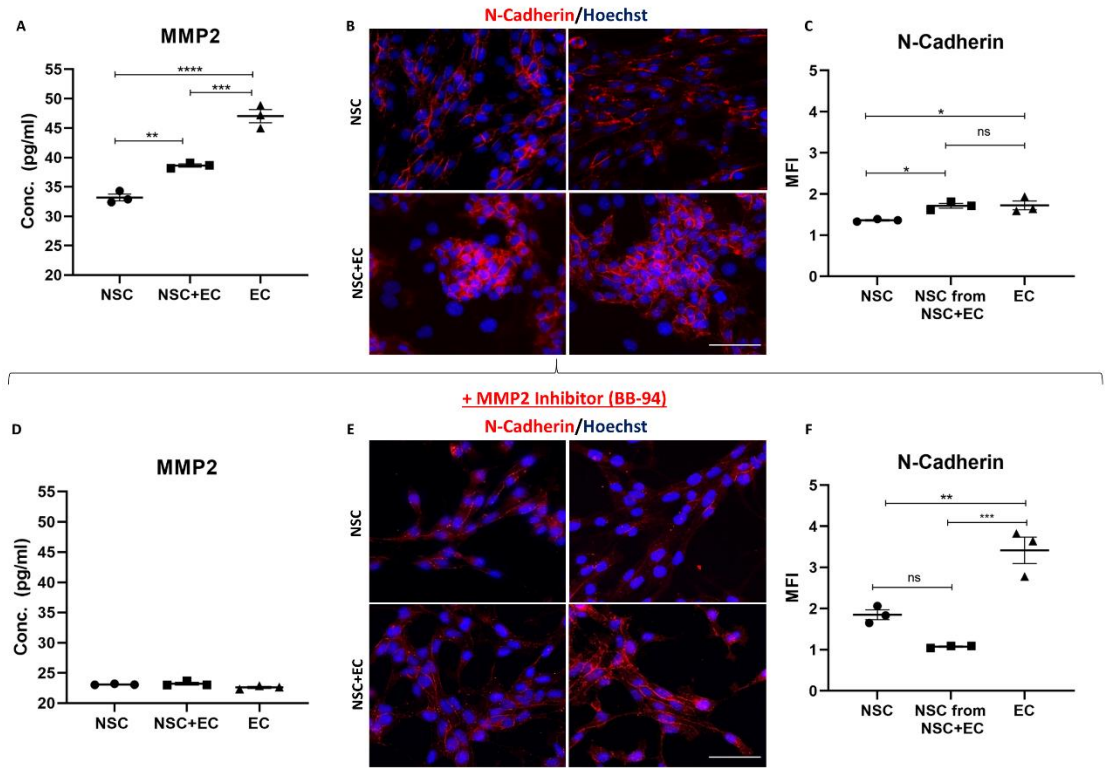 A
MMP2
55
50
45
40
35
30
25
20
Conc. (pg/ml)
****
***
**
NSC
NSC+EC
EC
B
N-Cadherin/Hoechst
NSC
NSC+EC
C
N-Cadherin
5
4
3
2
1
0
MFI
*
ns
*
NSC
NSC from
NSC+EC
EC
+ MMP2 Inhibitor (BB-94)
D
MMP2
55
50
45
40
35
30
25
20
Conc. (pg/ml)
NSC
NSC+EC
EC
E
N-Cadherin/Hoechst
NSC
NSC+EC
F
N-Cadherin
5
4
3
2
1
0
MFI
**
***
ns
NSC
NSC from
NSC+EC
EC